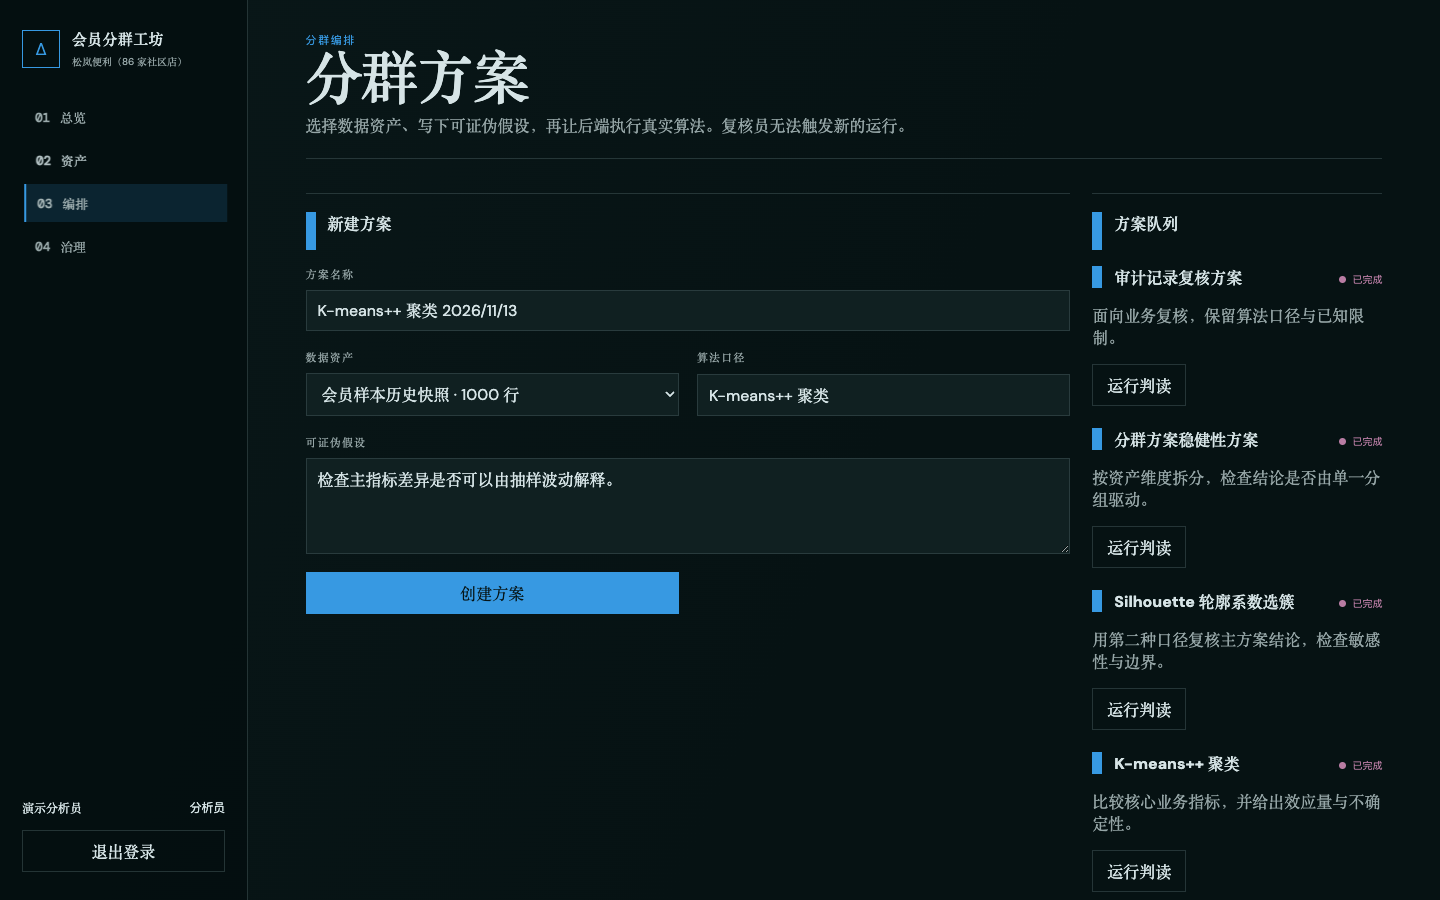 Δ
会员分群工坊
松岚便利（86 家社区店）
01 总览
02 资产
03 编排
04 治理
演示分析员
分析员
退出登录
分群编排
分群方案
选择数据资产、写下可证伪假设，再让后端执行真实算法。复核员无法触发新的运行。
新建方案
方案名称
K-means++ 聚类 2026/11/13
数据资产
算法口径
会员样本历史快照 · 1000 行
K-means++ 聚类
可证伪假设
检查主指标差异是否可以由抽样波动解释。
创建方案
方案队列
审计记录复核方案
已完成
面向业务复核，保留算法口径与已知限
制。
运行判读
分群方案稳健性方案
已完成
按资产维度拆分，检查结论是否由单一分
组驱动。
运行判读
Silhouette 轮廓系数选簇
已完成
用第二种口径复核主方案结论，检查敏感
性与边界。
运行判读
K-means++ 聚类
已完成
比较核心业务指标，并给出效应量与不确
定性。
运行判读